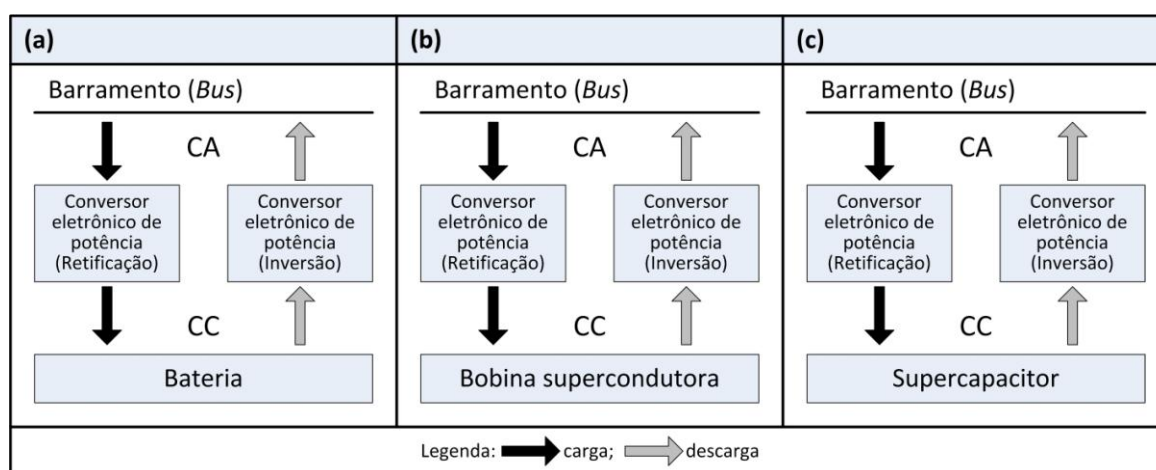 (a)
Barramento (Bus)
CA
Conversor
eletrônico de
potência
(Retificação)
Conversor
eletrônico de
potência
(Inversão)
CC
Bateria
(b)
Barramento (Bus)
CA
Conversor
eletrônico de
potência
(Retificação)
Conversor
eletrônico de
potência
(Inversão)
CC
Bobina supercondutora
(c)
Barramento (Bus)
CA
Conversor
eletrônico de
potência
(Retificação)
Conversor
eletrônico de
potência
(Inversão)
CC
Supercapacitor
Legenda: carga; descarga